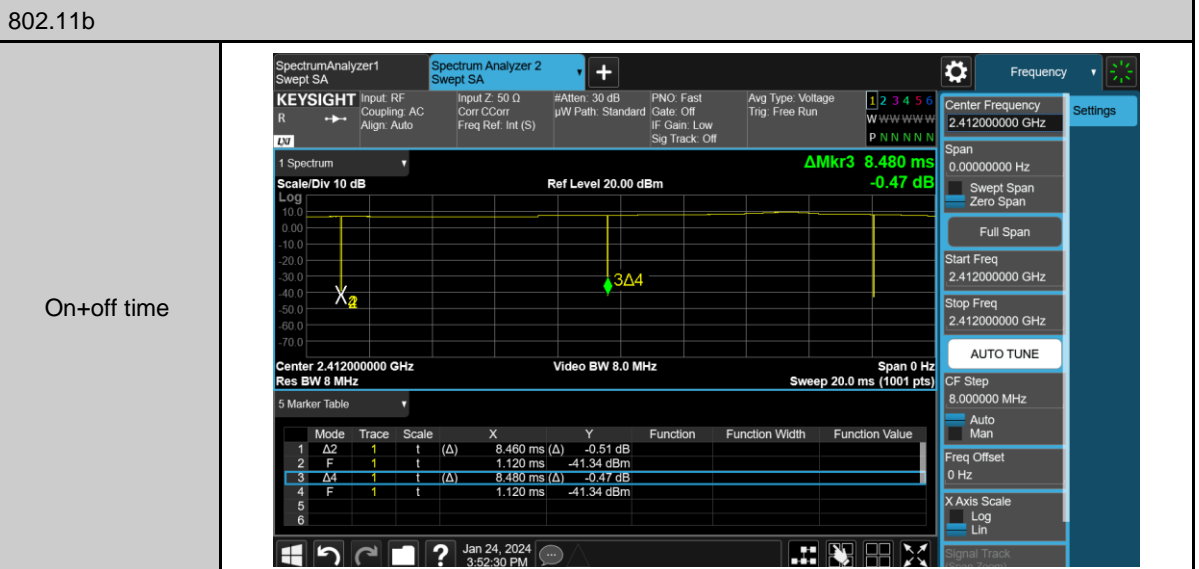 802.11b
On+off time
SpectrumAnalyzer1
Swept SA
Spectrum Analyzer 2
Swept SA
+
Frequency
KEYSIGHT
R
LXI
Input: RF
Coupling: AC
Align: Auto
Input Z: 50 Ω
Corr CCorr
Freq Ref: Int (S)
#Atten: 30 dB
µW Path: Standard
PNO: Fast
Gate: Off
IF Gain: Low
Sig Track: Off
Avg Type: Voltage
Trig: Free Run
1 2 3 4 5 6
W W W W W W
P N N N N N
Center Frequency
2.412000000 GHz
Settings
1 Spectrum
ΔMkr3 8.480 ms
-0.47 dB
Scale/Div 10 dB
Ref Level 20.00 dBm
Log
10.0
0.00
-10.0
-20.0
-30.0
-40.0
-50.0
-60.0
-70.0
3Δ4
Center 2.412000000 GHz
Video BW 8.0 MHz
Span 0 Hz
Res BW 8 MHz
Sweep 20.0 ms (1001 pts)
Span
0.00000000 Hz
Swept Span
Zero Span
Full Span
Start Freq
2.412000000 GHz
Stop Freq
2.412000000 GHz
AUTO TUNE
CF Step
8.000000 MHz
Auto
Man
Freq Offset
0 Hz
X Axis Scale
Log
Lin
Signal Track
(Span Zoom)
5 Marker Table
Mode Trace Scale X Y Function Function Width Function Value
1 Δ2 1 t (Δ) 8.460 ms (Δ) -0.51 dB
2 F 1 t 1.120 ms -41.34 dBm
3 Δ4 1 t (Δ) 8.480 ms (Δ) -0.47 dB
4 F 1 t 1.120 ms -41.34 dBm
5
6
?
Jan 24, 2024
3:52:30 PM